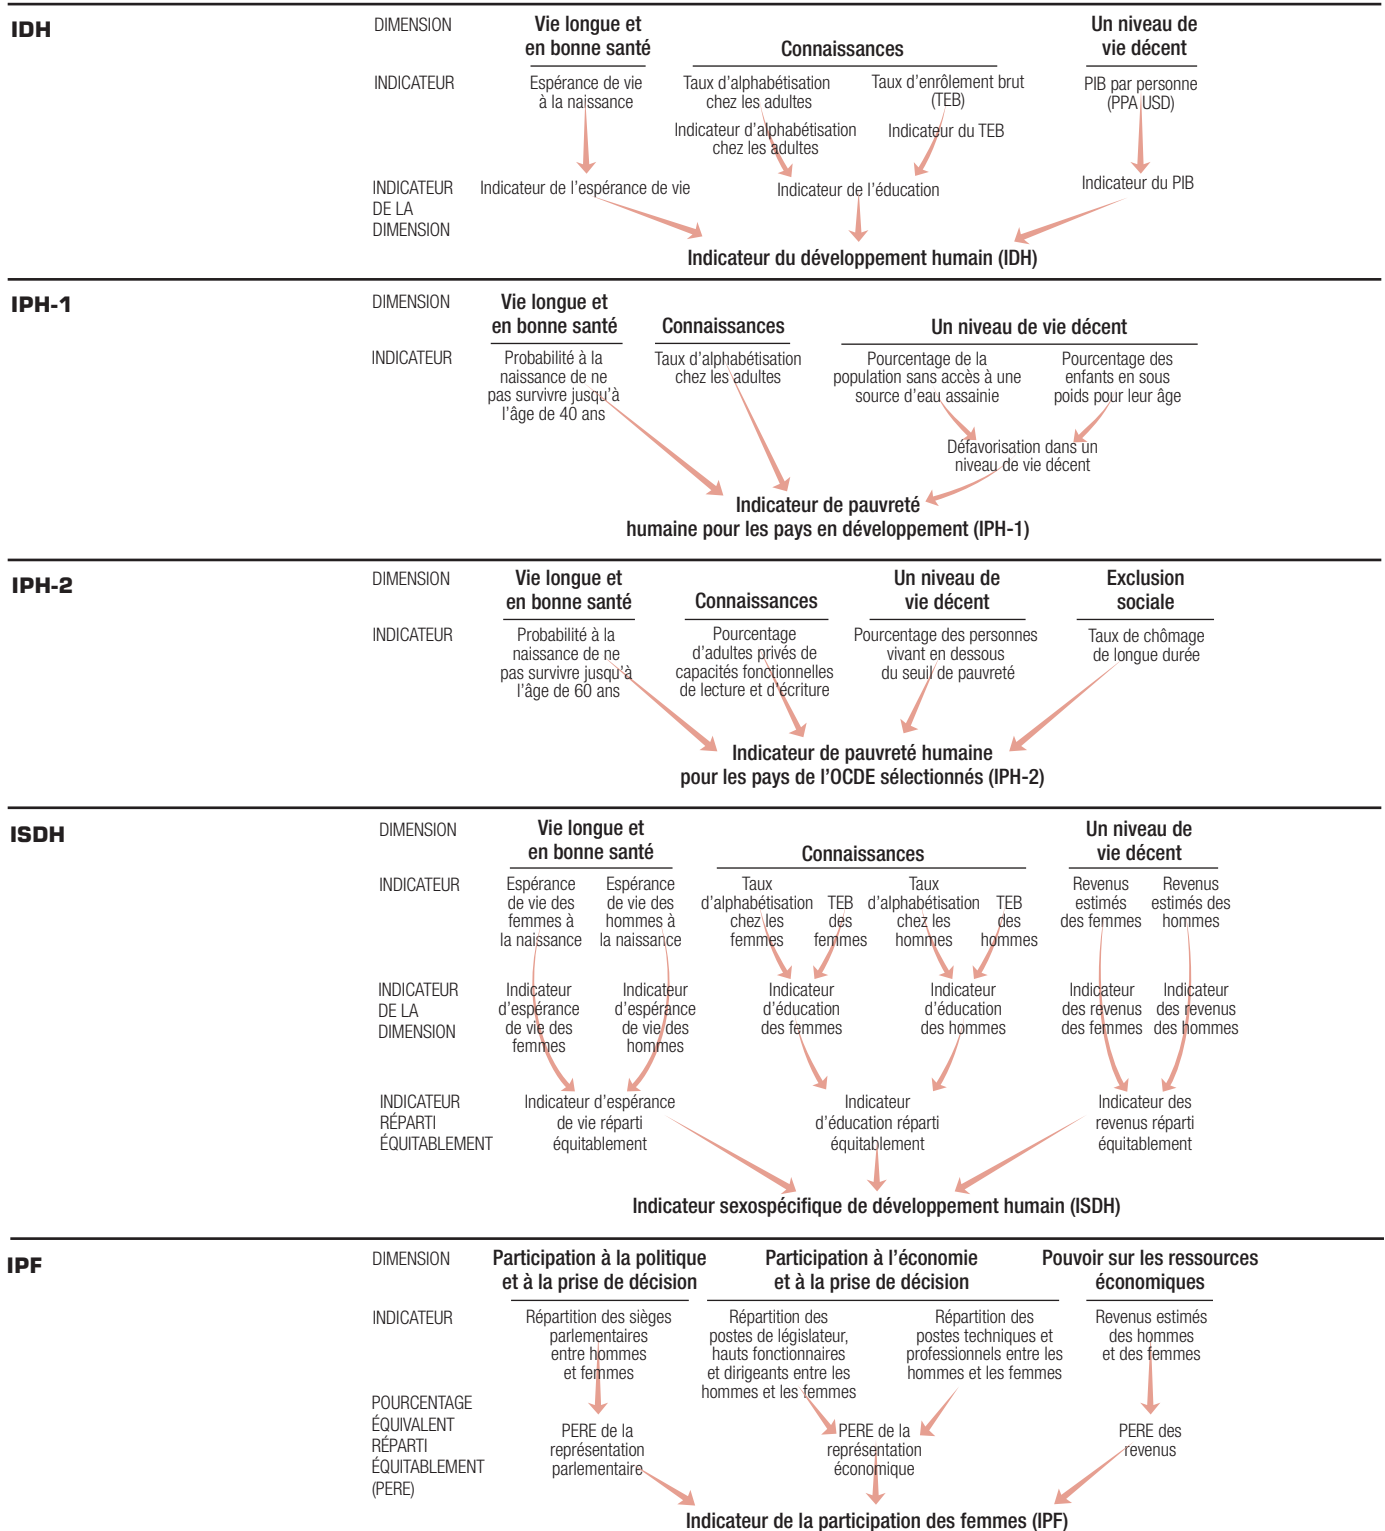 IDH
DIMENSION
Vie longue et
en bonne santé
Connaissances
Un niveau de
vie décent
INDICATEUR
Espérance de vie
à la naissance
Taux d'alphabétisation
chez les adultes
Taux d'enrôlement brut
(TEB)
PIB par personne
(PPA USD)
Indicateur d'alphabétisation
chez les adultes
Indicateur du TEB
INDICATEUR
DE LA
DIMENSION
Indicateur de l'espérance de vie
Indicateur de l'éducation
Indicateur du PIB
Indicateur du développement humain (IDH)
IPH-1
DIMENSION
Vie longue et
en bonne santé
Connaissances
Un niveau de vie décent
INDICATEUR
Probabilité à la
naissance de ne
pas survivre jusqu'à
l'âge de 40 ans
Taux d'alphabétisation
chez les adultes
Pourcentage de la
population sans accès à une
source d'eau assainie
Pourcentage des
enfants en sous
poids pour leur âge
Défavorisation dans un
niveau de vie décent
Indicateur de pauvreté
humaine pour les pays en développement (IPH-1)
IPH-2
DIMENSION
Vie longue et
en bonne santé
Connaissances
Un niveau de
vie décent
Exclusion
sociale
INDICATEUR
Probabilité à la
naissance de ne
pas survivre jusqu'à
l'âge de 60 ans
Pourcentage
d'adultes privés de
capacités fonctionnelles
de lecture et d'écriture
Pourcentage des personnes
vivant en dessous
du seuil de pauvreté
Taux de chômage
de longue durée
Indicateur de pauvreté humaine
pour les pays de l'OCDE sélectionnés (IPH-2)
ISDH
DIMENSION
Vie longue et
en bonne santé
Connaissances
Un niveau de
vie décent
INDICATEUR
Espérance
de vie des
femmes à
la naissance
Espérance
de vie des
hommes à
la naissance
Taux
d'alphabétisation
chez les
femmes
TEB
des
femmes
Taux
d'alphabétisation
chez les
hommes
TEB
des
hommes
Revenus
estimés
des femmes
Revenus
estimés des
hommes
INDICATEUR
DE LA
DIMENSION
Indicateur
d'espérance
de vie des
femmes
Indicateur
d'espérance
de vie des
hommes
Indicateur
d'éducation
des femmes
Indicateur
d'éducation
des hommes
Indicateur
des revenus
des femmes
Indicateur
des revenus
des hommes
INDICATEUR
RÉPARTI
ÉQUITABLEMENT
Indicateur d'espérance
de vie réparti
équitablement
Indicateur
d'éducation réparti
équitablement
Indicateur des
revenus réparti
équitablement
Indicateur sexospécifique de développement humain (ISDH)
IPF
DIMENSION
Participation à la politique
et à la prise de décision
Participation à l'économie
et à la prise de décision
Pouvoir sur les ressources
économiques
INDICATEUR
Répartition des sièges
parlementaires
entre hommes
et femmes
Répartition des
postes de législateur,
hauts fonctionnaires
et dirigeants entre les
hommes et les femmes
Répartition des
postes techniques et
professionnels entre les
hommes et les femmes
Revenus estimés
des hommes
et des femmes
POURCENTAGE
ÉQUIVALENT
RÉPARTI
ÉQUITABLEMENT
(PERE)
PERE de la
représentation
parlementaire
PERE de la
représentation
économique
PERE des
revenus
Indicateur de la participation des femmes (IPF)